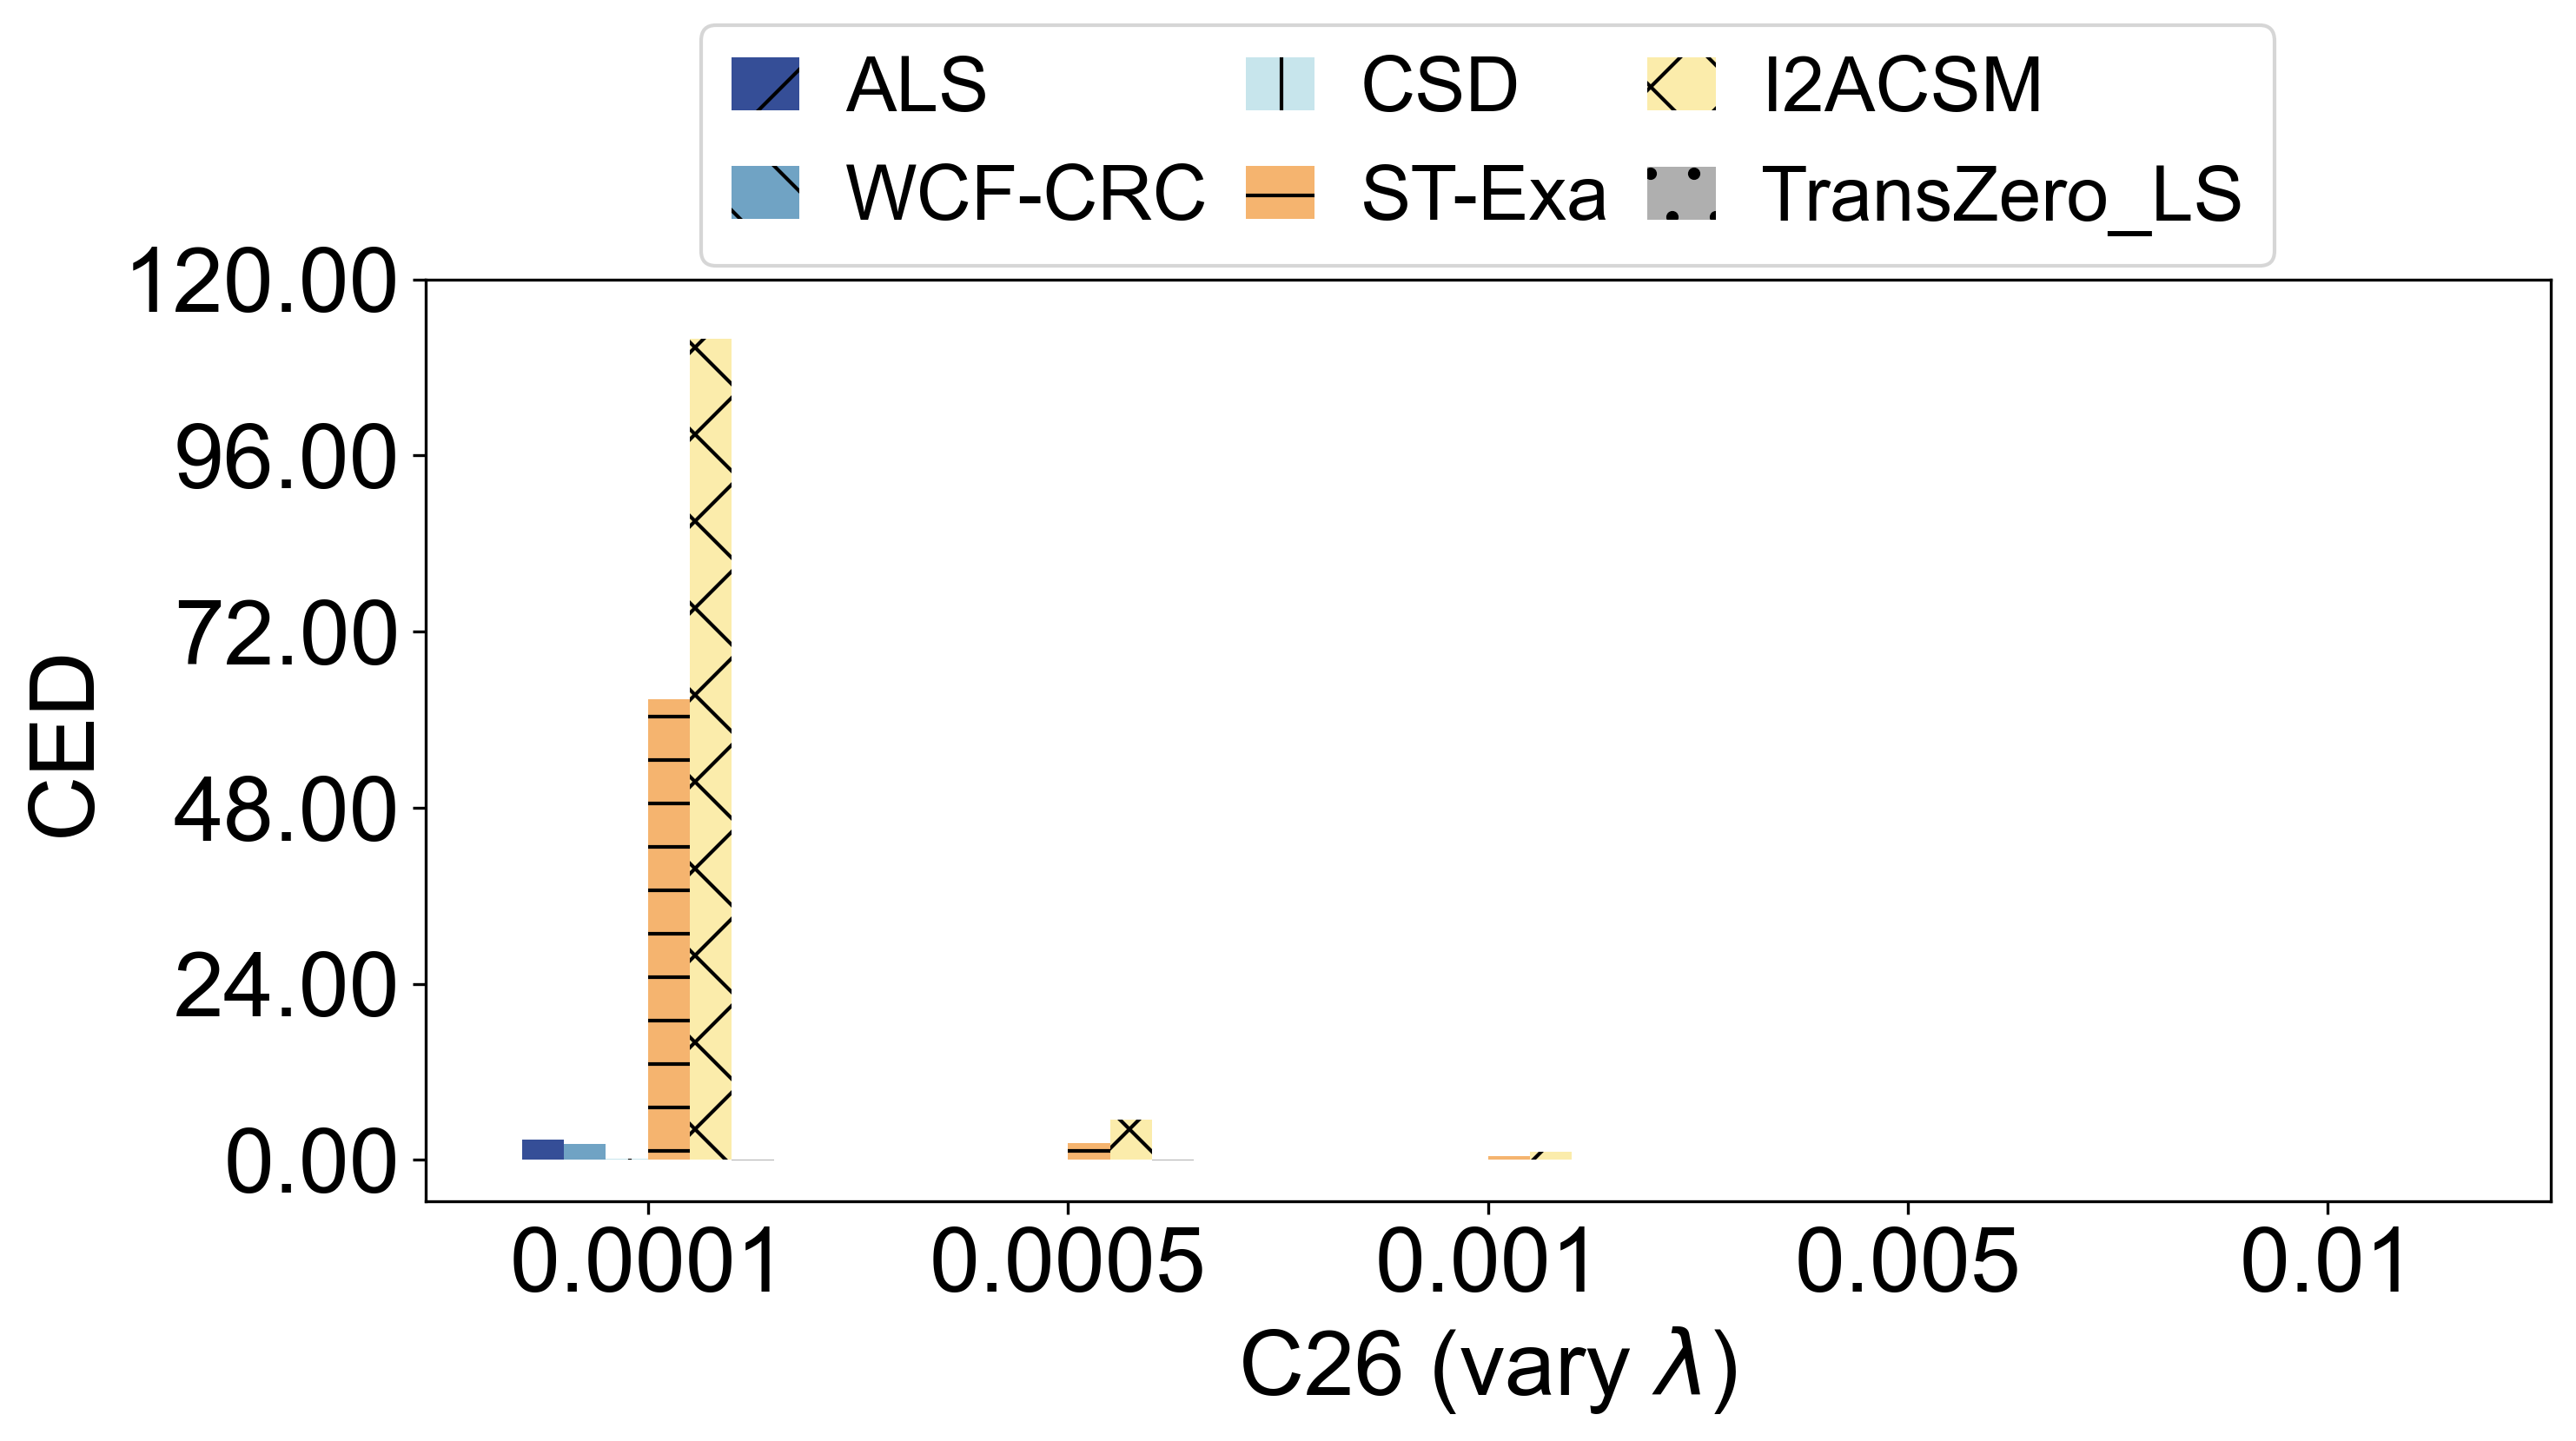 ALS CSD I2ACSM
WCF-CRC ST-Exa TransZero_LS
120.00
96.00
72.00
48.00
24.00
0.00
CED
0.0001 0.0005 0.001 0.005 0.01
C26 (vary λ)